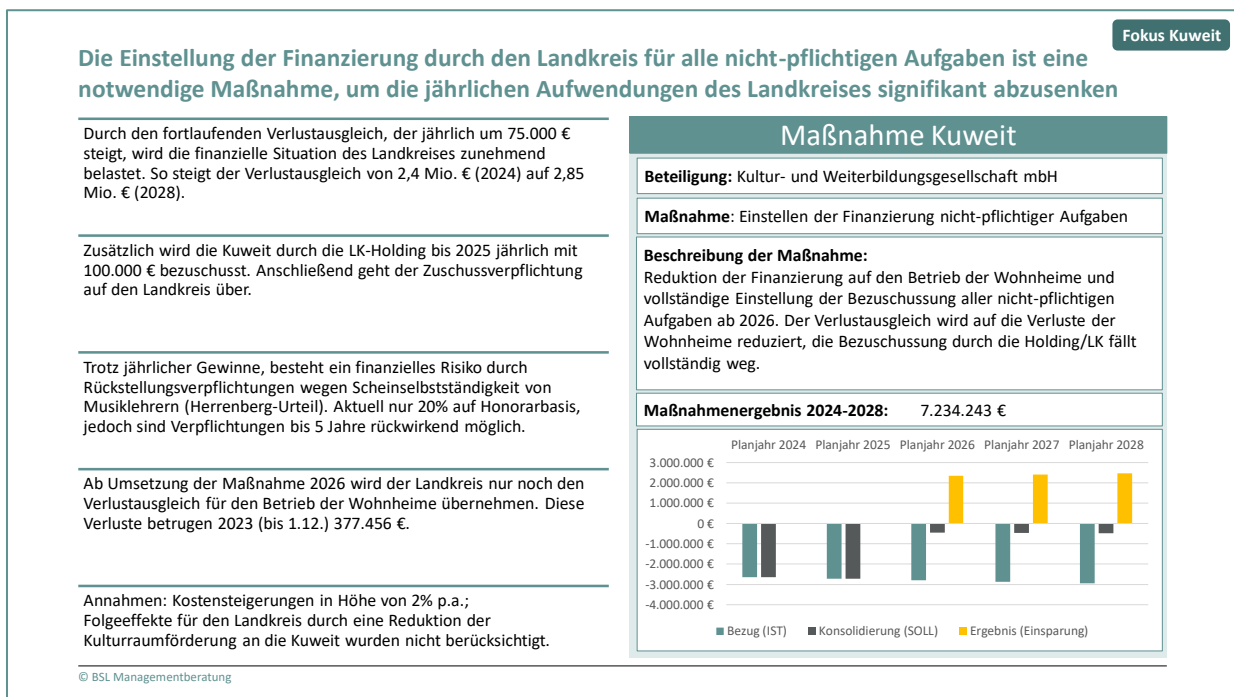 Fokus Kuweit
Die Einstellung der Finanzierung durch den Landkreis für alle nicht-pflichtigen Aufgaben ist eine
notwendige Maßnahme, um die jährlichen Aufwendungen des Landkreises signifikant abzusenken
Durch den fortlaufenden Verlustausgleich, der jährlich um 75.000 €
steigt, wird die finanzielle Situation des Landkreises zunehmend
belastet. So steigt der Verlustausgleich von 2,4 Mio. € (2024) auf 2,85
Mio. € (2028).
Zusätzlich wird die Kuweit durch die LK-Holding bis 2025 jährlich mit
100.000 € bezuschusst. Anschließend geht der Zuschussverpflichtung
auf den Landkreis über.
Trotz jährlicher Gewinne, besteht ein finanzielles Risiko durch
Rückstellungsverpflichtungen wegen Scheinselbstständigkeit von
Musiklehrern (Herrenberg-Urteil). Aktuell nur 20% auf Honorarbasis,
jedoch sind Verpflichtungen bis 5 Jahre rückwirkend möglich.
Ab Umsetzung der Maßnahme 2026 wird der Landkreis nur noch den
Verlustausgleich für den Betrieb der Wohnheime übernehmen. Diese
Verluste betrugen 2023 (bis 1.12.) 377.456 €.
Annahmen: Kostensteigerungen in Höhe von 2% p.a.;
Folgeeffekte für den Landkreis durch eine Reduktion der
Kulturraumförderung an die Kuweit wurden nicht berücksichtigt.
Maßnahme Kuweit
Beteiligung: Kultur- und Weiterbildungsgesellschaft mbH
Maßnahme: Einstellen der Finanzierung nicht-pflichtiger Aufgaben
Beschreibung der Maßnahme:
Reduktion der Finanzierung auf den Betrieb der Wohnheime und
vollständige Einstellung der Bezuschussung aller nicht-pflichtigen
Aufgaben ab 2026. Der Verlustausgleich wird auf die Verluste der
Wohnheime reduziert, die Bezuschussung durch die Holding/LK fällt
vollständig weg.
Maßnahmenergebnis 2024-2028: 7.234.243 €
Planjahr 2024 Planjahr 2025 Planjahr 2026 Planjahr 2027 Planjahr 2028
3.000.000 €
2.000.000 €
1.000.000 €
0 €
-1.000.000 €
-2.000.000 €
-3.000.000 €
-4.000.000 €
Bezug (IST) Konsolidierung (SOLL) Ergebnis (Einsparung)
© BSL Managementberatung